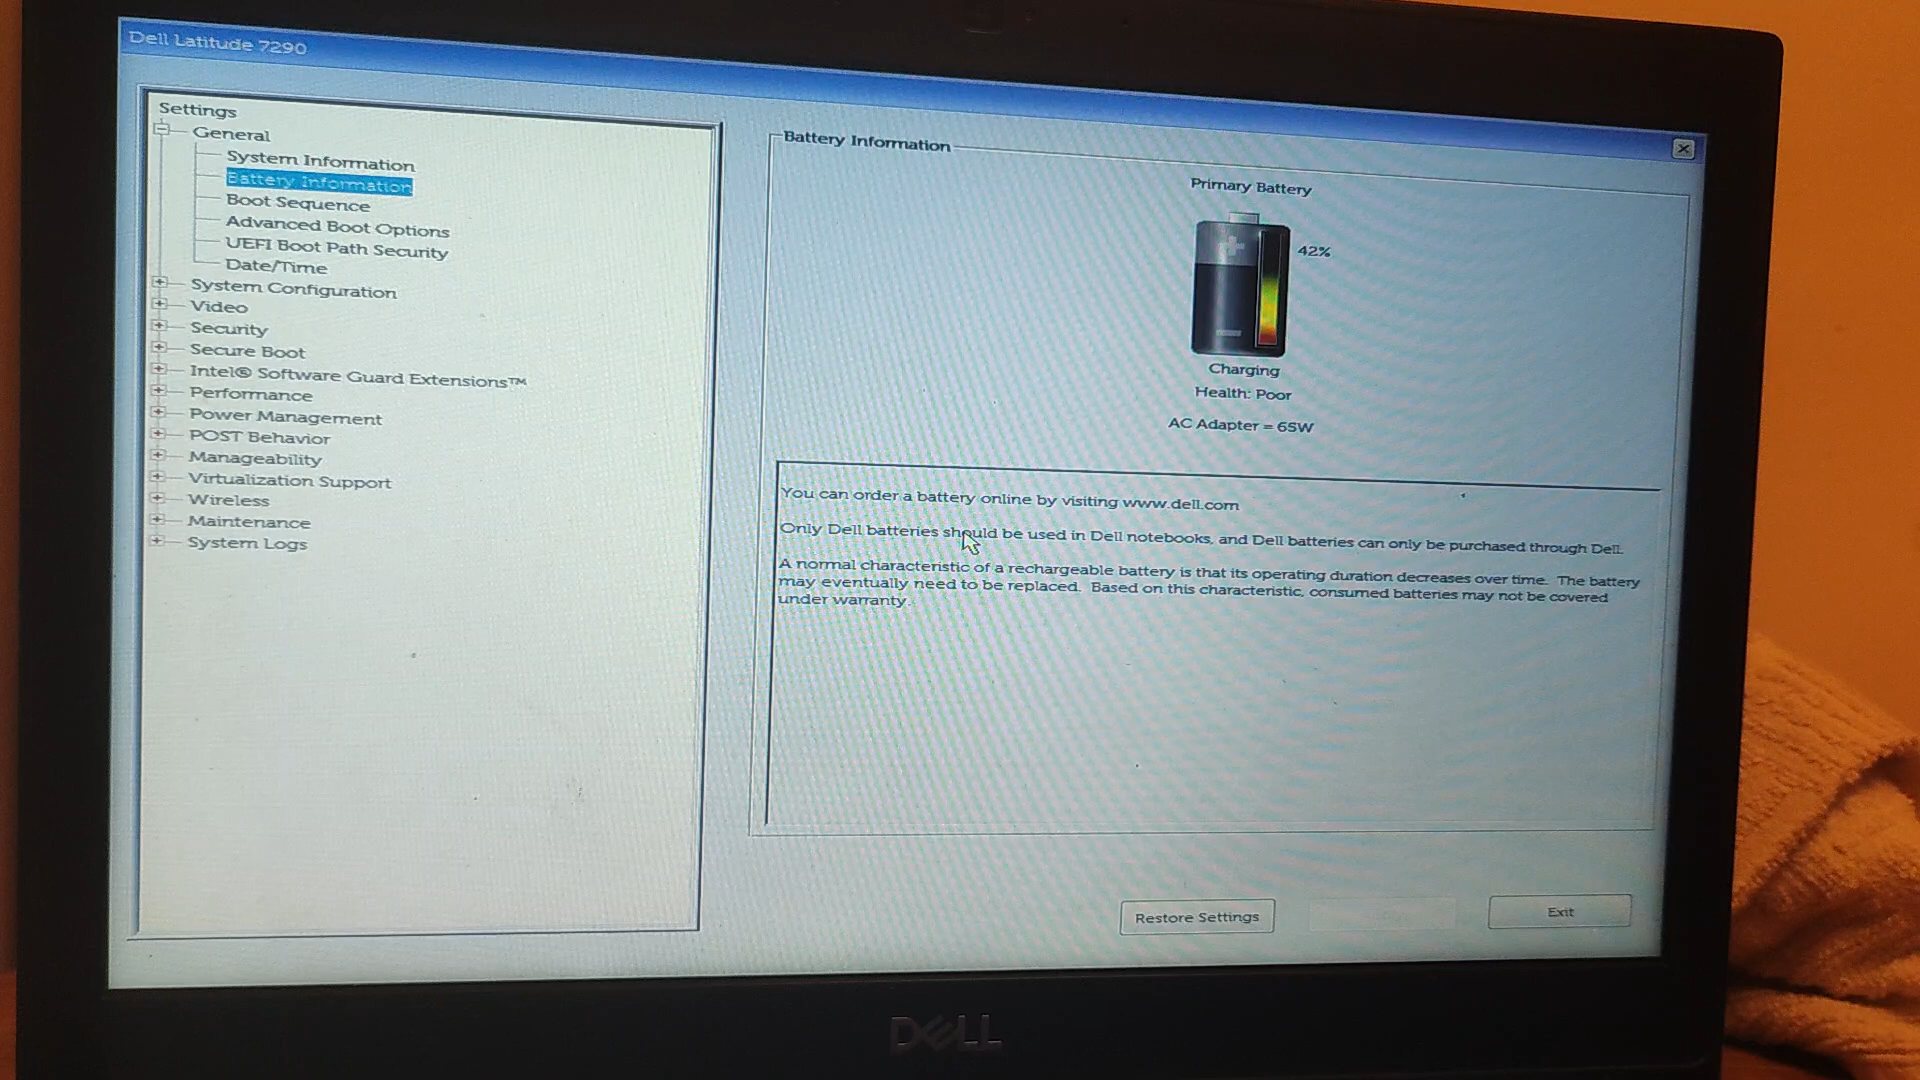 Dell Latitude 7290
Settings
General
System Information
Battery Information
Boot Sequence
Advanced Boot Options
UEFI Boot Path Security
Date/Time
System Configuration
Video
Security
Secure Boot
Intel® Software Guard Extensions™
Performance
Power Management
POST Behavior
Manageability
Virtualization Support
Wireless
Maintenance
System Logs
Battery Information
Primary Battery
42%
Charging
Health: Poor
AC Adapter = 65W
You can order a battery online by visiting www.dell.com
Only Dell batteries should be used in Dell notebooks, and Dell batteries can only be purchased through Dell.
A normal characteristic of a rechargeable battery is that its operating duration decreases over time. The battery
may eventually need to be replaced. Based on this characteristic, consumed batteries may not be covered
under warranty.
Restore Settings
Exit
DELL